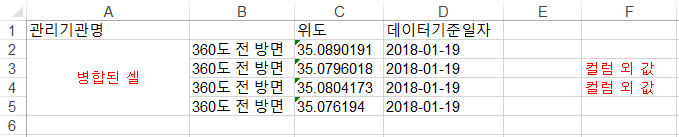 A B C D E F
1 관리기관명 위도 데이터기준일자
2 360도 전 방면 35.0890191 2018-01-19
3 병합된 셀 360도 전 방면 35.0796018 2018-01-19 컬럼 외 값
4 360도 전 방면 35.0804173 2018-01-19 컬럼 외 값
5 360도 전 방면 35.076194 2018-01-19
6